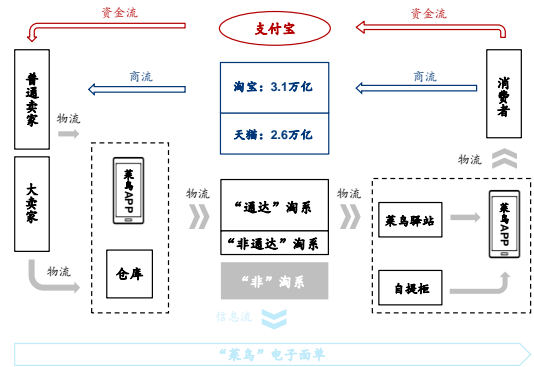 资金流
支付宝
资金流
普通卖家
商流
淘宝：3.1万亿
天猫：2.6万亿
商流
消费者
物流
大卖家
物流
菜鸟APP
仓库
物流
“通达”淘系
“非通达”淘系
“非”淘系
物流
物流
菜鸟驿站
自提柜
菜鸟APP
信息流
“菜鸟”电子面单